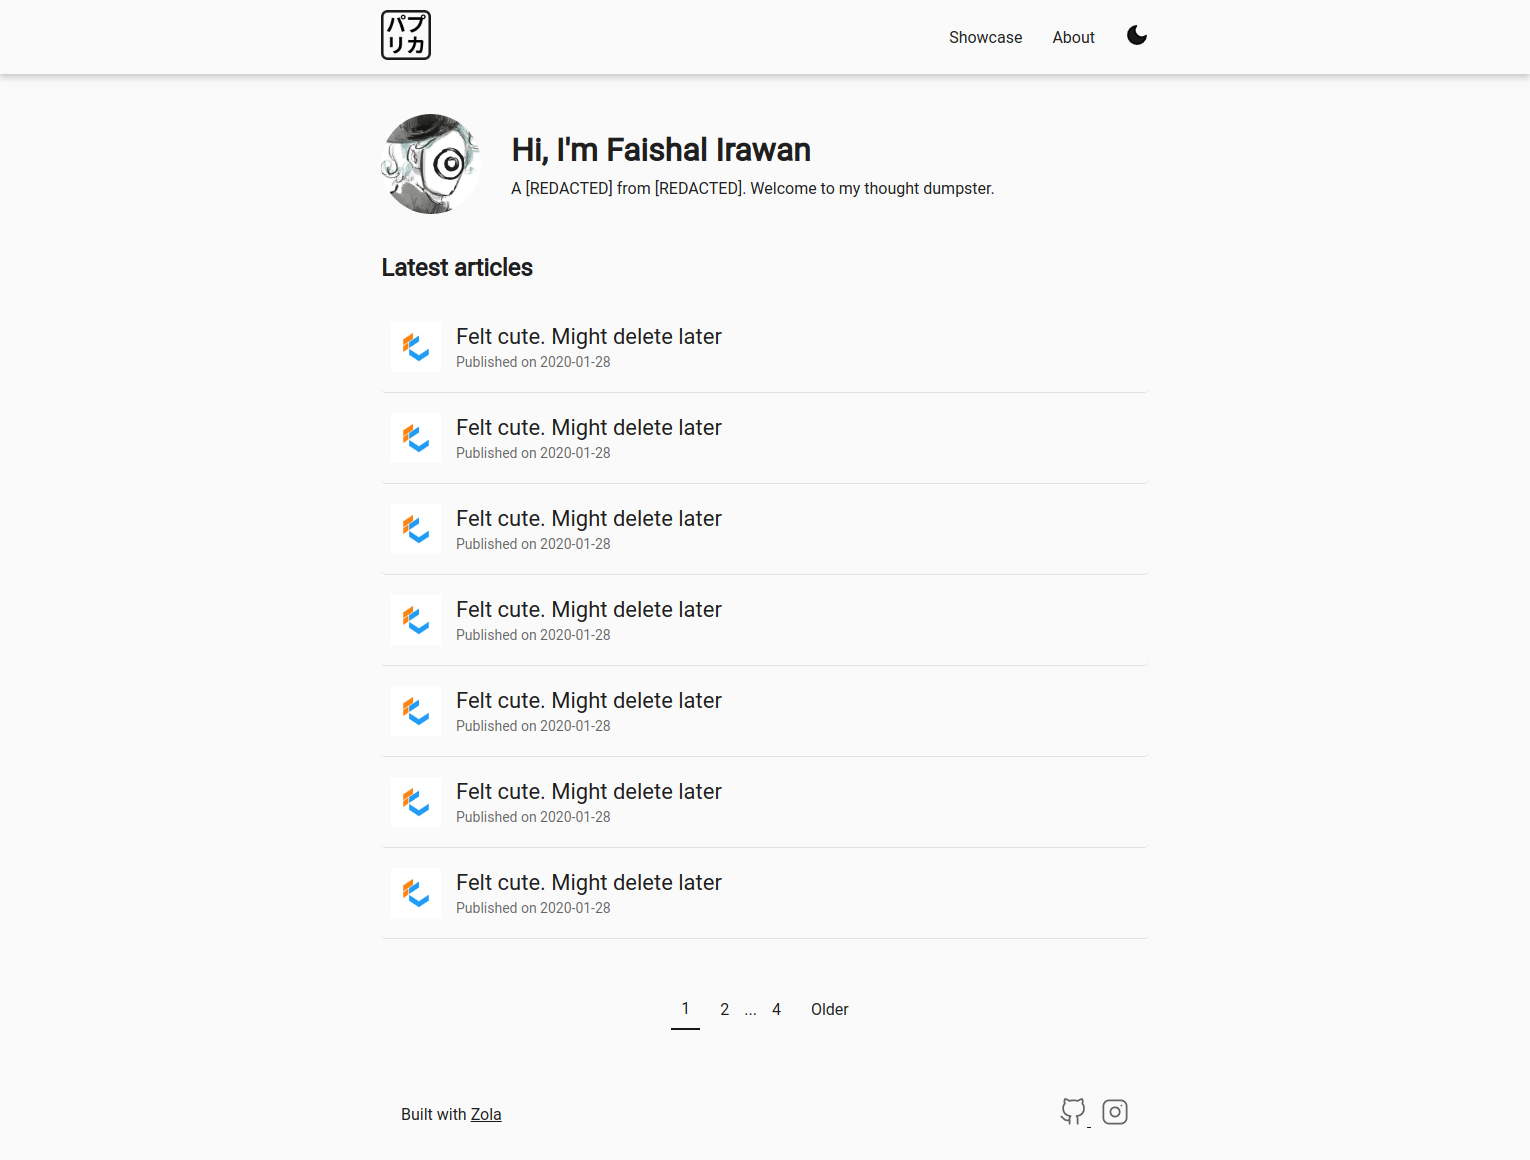 パプ
リカ
Showcase About
Hi, I'm Faishal Irawan
A [REDACTED] from [REDACTED]. Welcome to my thought dumpster.
Latest articles
Felt cute. Might delete later
Published on 2020-01-28
Felt cute. Might delete later
Published on 2020-01-28
Felt cute. Might delete later
Published on 2020-01-28
Felt cute. Might delete later
Published on 2020-01-28
Felt cute. Might delete later
Published on 2020-01-28
Felt cute. Might delete later
Published on 2020-01-28
Felt cute. Might delete later
Published on 2020-01-28
1 2 ... 4 Older
Built with Zola